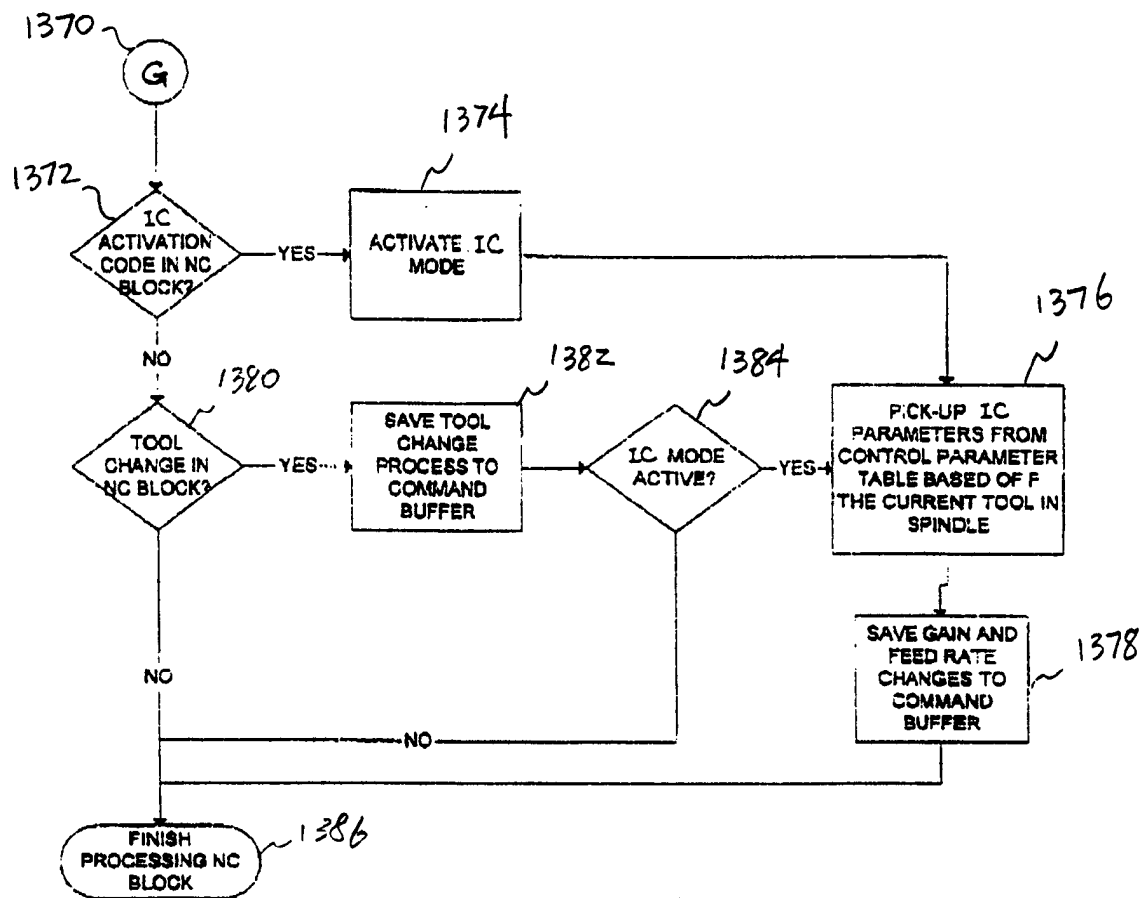 1370
G
1374
1372
IC
ACTIVATION
CODE IN NC
BLOCK?
YES
ACTIVATE IC
MODE
1376
NO
1380
1382
1384
TOOL
CHANGE IN
NC BLOCK?
YES
SAVE TOOL
CHANGE
PROCESS TO
COMMAND
BUFFER
IC MODE
ACTIVE?
YES
PICK-UP IC
PARAMETERS FROM
CONTROL PARAMETER
TABLE BASED OF F
THE CURRENT TOOL IN
SPINDLE
NO
SAVE GAIN AND
FEED RATE
CHANGES TO
COMMAND
BUFFER
1378
NO
FINISH
PROCESSING NC
BLOCK
1386